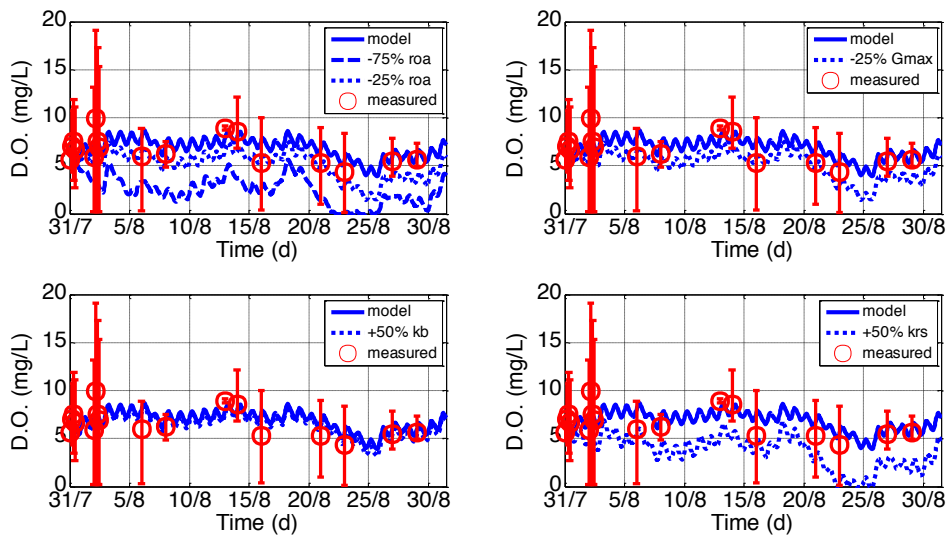 20
15
10
5
0
D.O. (mg/L)
model
-75% roa
-25% roa
measured
31/7 5/8 10/8 15/8 20/8 25/8 30/8
Time (d)
20
15
10
5
0
D.O. (mg/L)
model
-25% Gmax
measured
31/7 5/8 10/8 15/8 20/8 25/8 30/8
Time (d)
20
15
10
5
0
D.O. (mg/L)
model
+50% kb
measured
31/7 5/8 10/8 15/8 20/8 25/8 30/8
Time (d)
20
15
10
5
0
D.O. (mg/L)
model
+50% krs
measured
31/7 5/8 10/8 15/8 20/8 25/8 30/8
Time (d)